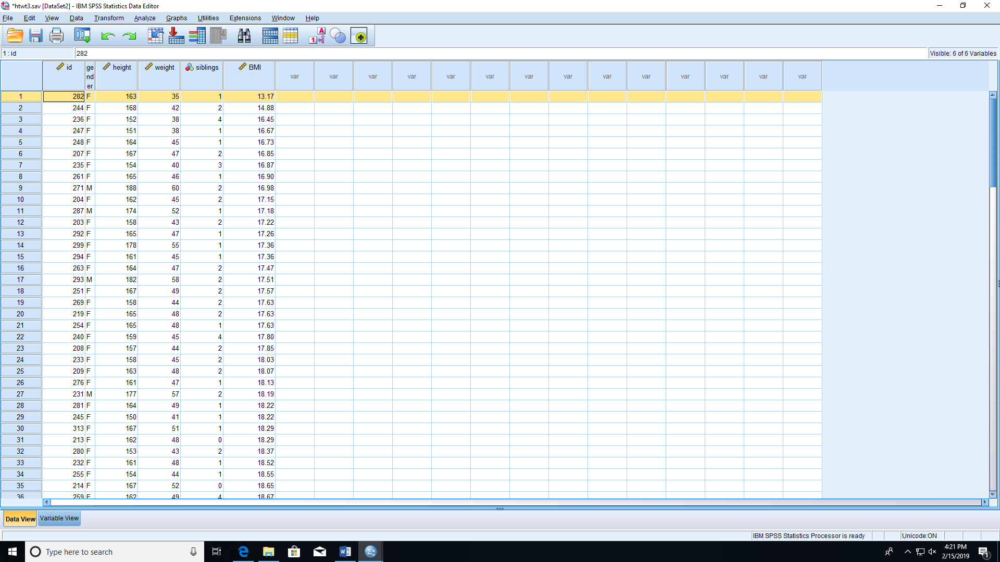 *htwt3.sav [DataSet2] - IBM SPSS Statistics Data Editor
File Edit View Data Transform Analyze Graphs Utilities Extensions Window Help
1 : id 282 Visible: 6 of 6 Variables
id gender height weight siblings BMI var var var var var var var var var var var var var var
1 282 F 163 35 1 13.17
2 244 F 168 42 2 14.88
3 236 F 152 38 4 16.45
4 247 F 151 38 1 16.67
5 248 F 164 45 1 16.73
6 207 F 167 47 2 16.85
7 235 F 154 40 3 16.87
8 261 F 165 46 1 16.90
9 271 M 188 60 2 16.98
10 204 F 162 45 2 17.15
11 287 M 174 52 1 17.18
12 203 F 158 43 2 17.22
13 292 F 165 47 1 17.26
14 299 F 178 55 1 17.36
15 294 F 161 45 1 17.36
16 263 F 164 47 2 17.47
17 293 M 182 58 2 17.51
18 251 F 167 49 2 17.57
19 269 F 158 44 2 17.63
20 219 F 165 48 2 17.63
21 254 F 165 48 1 17.63
22 240 F 159 45 4 17.80
23 208 F 157 44 2 17.85
24 233 F 158 45 2 18.03
25 209 F 163 48 2 18.07
26 276 F 161 47 1 18.13
27 231 M 177 57 2 18.19
28 281 F 164 49 1 18.22
29 245 F 150 41 1 18.22
30 313 F 167 51 1 18.29
31 213 F 162 48 0 18.29
32 280 F 153 43 2 18.37
33 232 F 161 48 1 18.52
34 255 F 154 44 1 18.55
35 214 F 167 52 0 18.65
36 259 F 162 49 4 18.67
Data View Variable View
IBM SPSS Statistics Processor is ready Unicode:ON
Type here to search
4:21 PM
2/15/2019
1